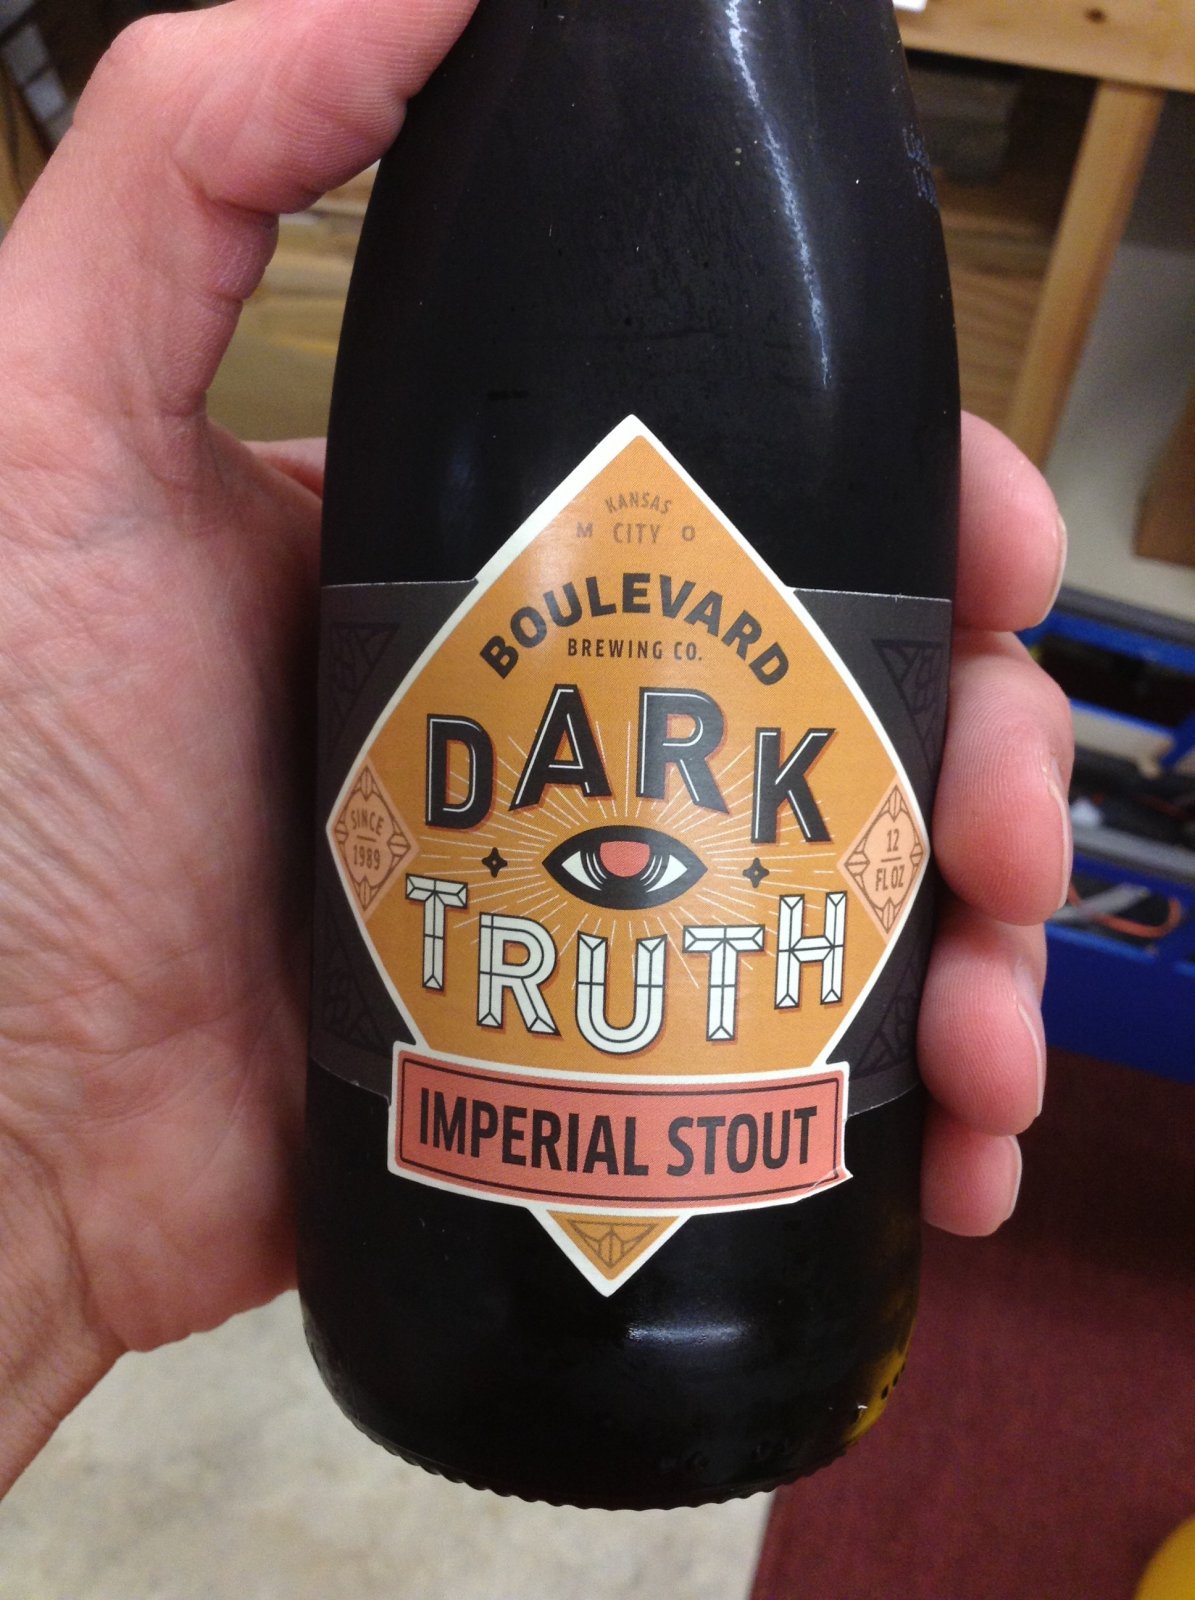 KANSAS
M CITY O
BOULEVARD
BREWING CO.
DARK
SINCE
1989
12
FL OZ
TRUTH
IMPERIAL STOUT